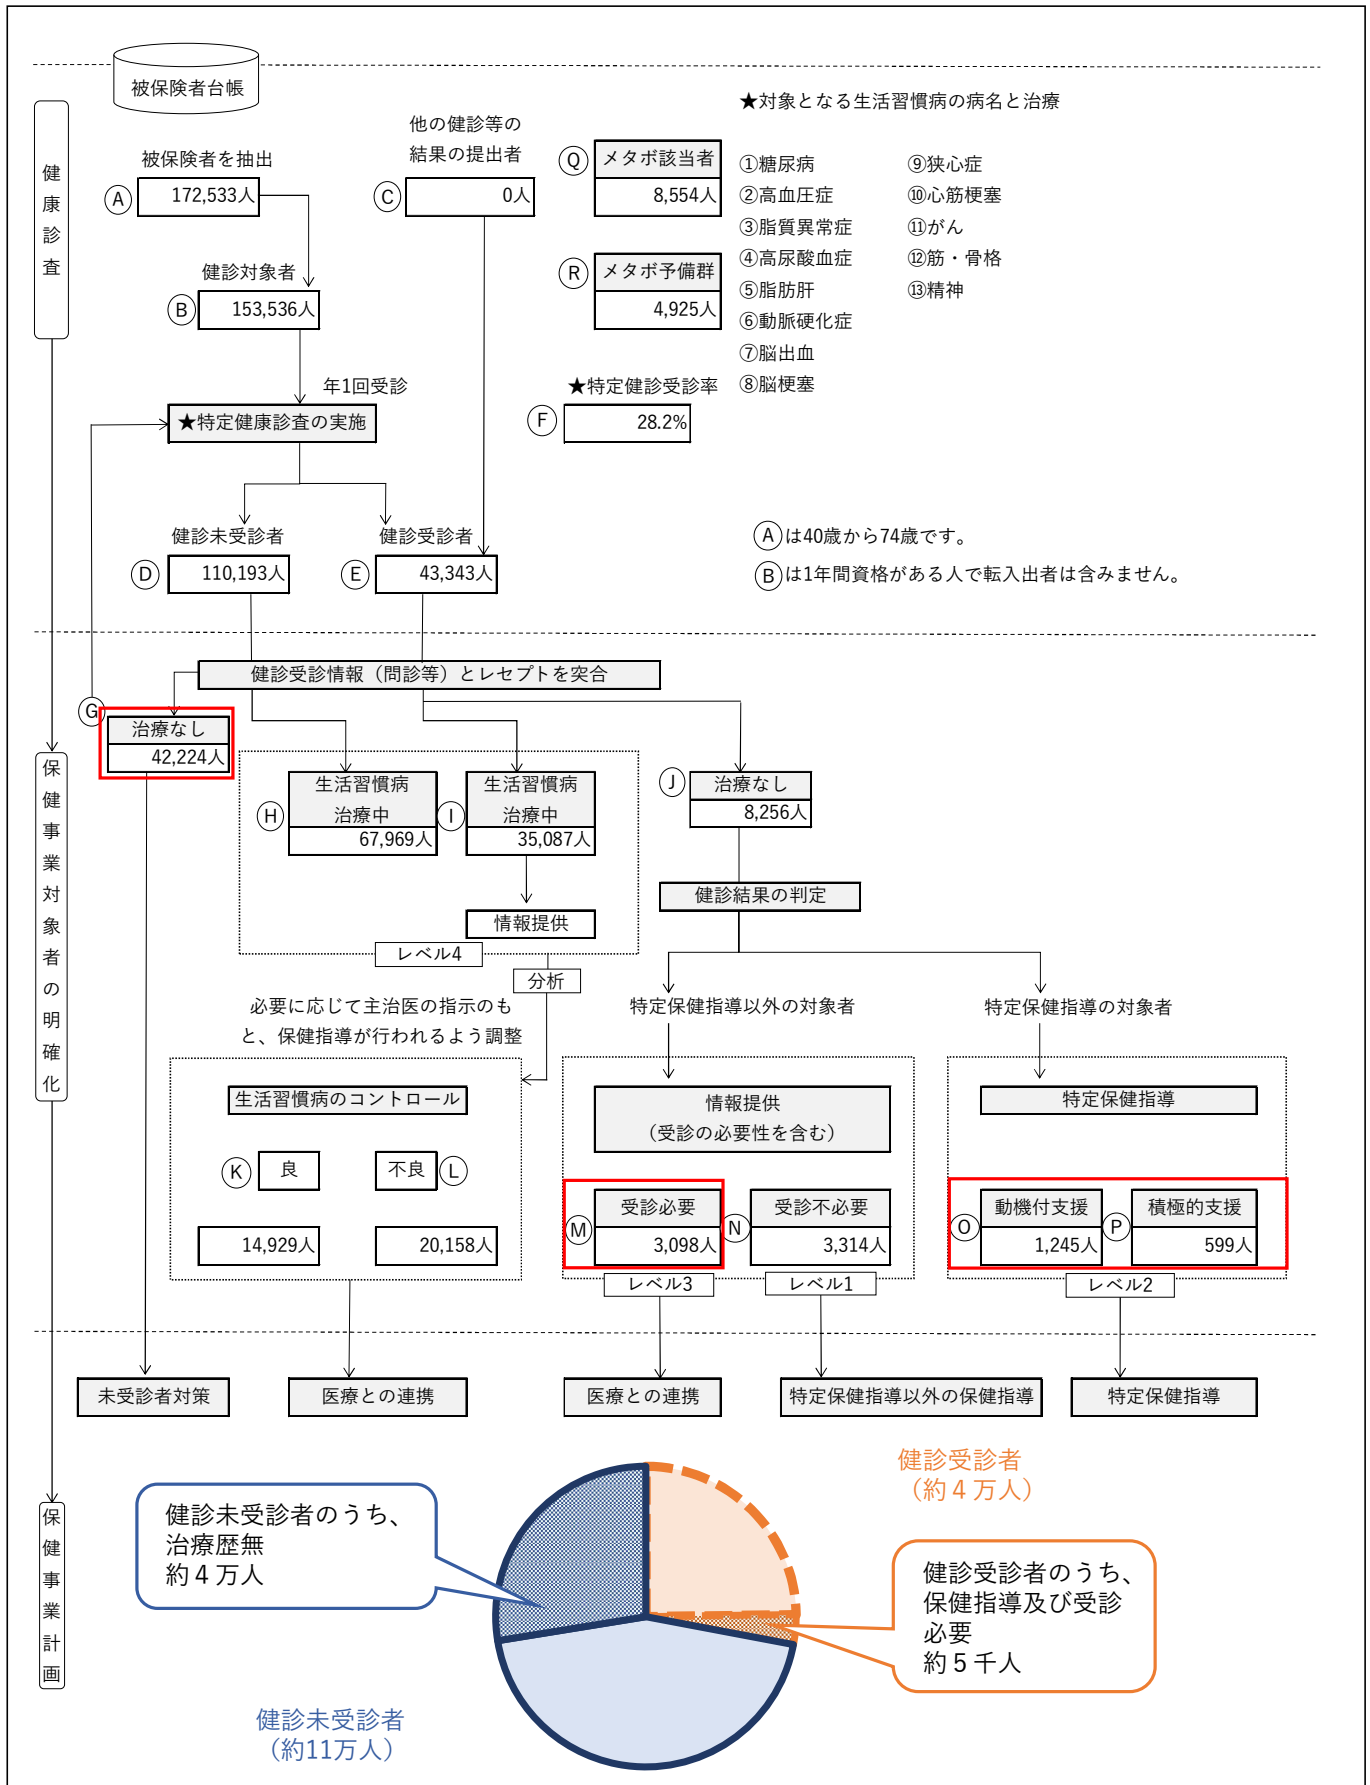 被保険者台帳
健康診査
被保険者を抽出
Ⓐ
172,533人
他の健診等の
結果の提出者
Ⓒ
0人
健診対象者
Ⓑ
153,536人
年1回受診
★特定健康診査の実施
Ⓠ
メタボ該当者
8,554人
Ⓡ
メタボ予備群
4,925人
★特定健診受診率
Ⓕ
28.2%
★対象となる生活習慣病の病名と治療
①糖尿病
②高血圧症
③脂質異常症
④高尿酸血症
⑤脂肪肝
⑥動脈硬化症
⑦脳出血
⑧脳梗塞
⑨狭心症
⑩心筋梗塞
⑪がん
⑫筋・骨格
⑬精神
健診未受診者
Ⓓ
110,193人
健診受診者
Ⓔ
43,343人
Ⓐは40歳から74歳です。
Ⓑは1年間資格がある人で転入出者は含みません。
保健事業対象者の明確化
健診受診情報（問診等）とレセプトを突合
Ⓖ
治療なし
42,224人
Ⓗ
生活習慣病
治療中
67,969人
Ⓘ
生活習慣病
治療中
35,087人
情報提供
レベル4
分析
Ⓙ
治療なし
8,256人
健診結果の判定
必要に応じて主治医の指示のも
と、保健指導が行われるよう調整
特定保健指導以外の対象者
特定保健指導の対象者
生活習慣病のコントロール
Ⓚ
良
不良
Ⓛ
14,929人
20,158人
情報提供
（受診の必要性を含む）
Ⓜ
受診必要
3,098人
Ⓝ
受診不必要
3,314人
レベル3
レベル1
特定保健指導
Ⓞ
動機付支援
1,245人
Ⓟ
積極的支援
599人
レベル2
保健事業計画
未受診者対策
医療との連携
医療との連携
特定保健指導以外の保健指導
特定保健指導
健診受診者
（約４万人）
健診未受診者のうち、
治療歴無
約４万人
健診受診者のうち、
保健指導及び受診
必要
約５千人
健診未受診者
（約11万人）